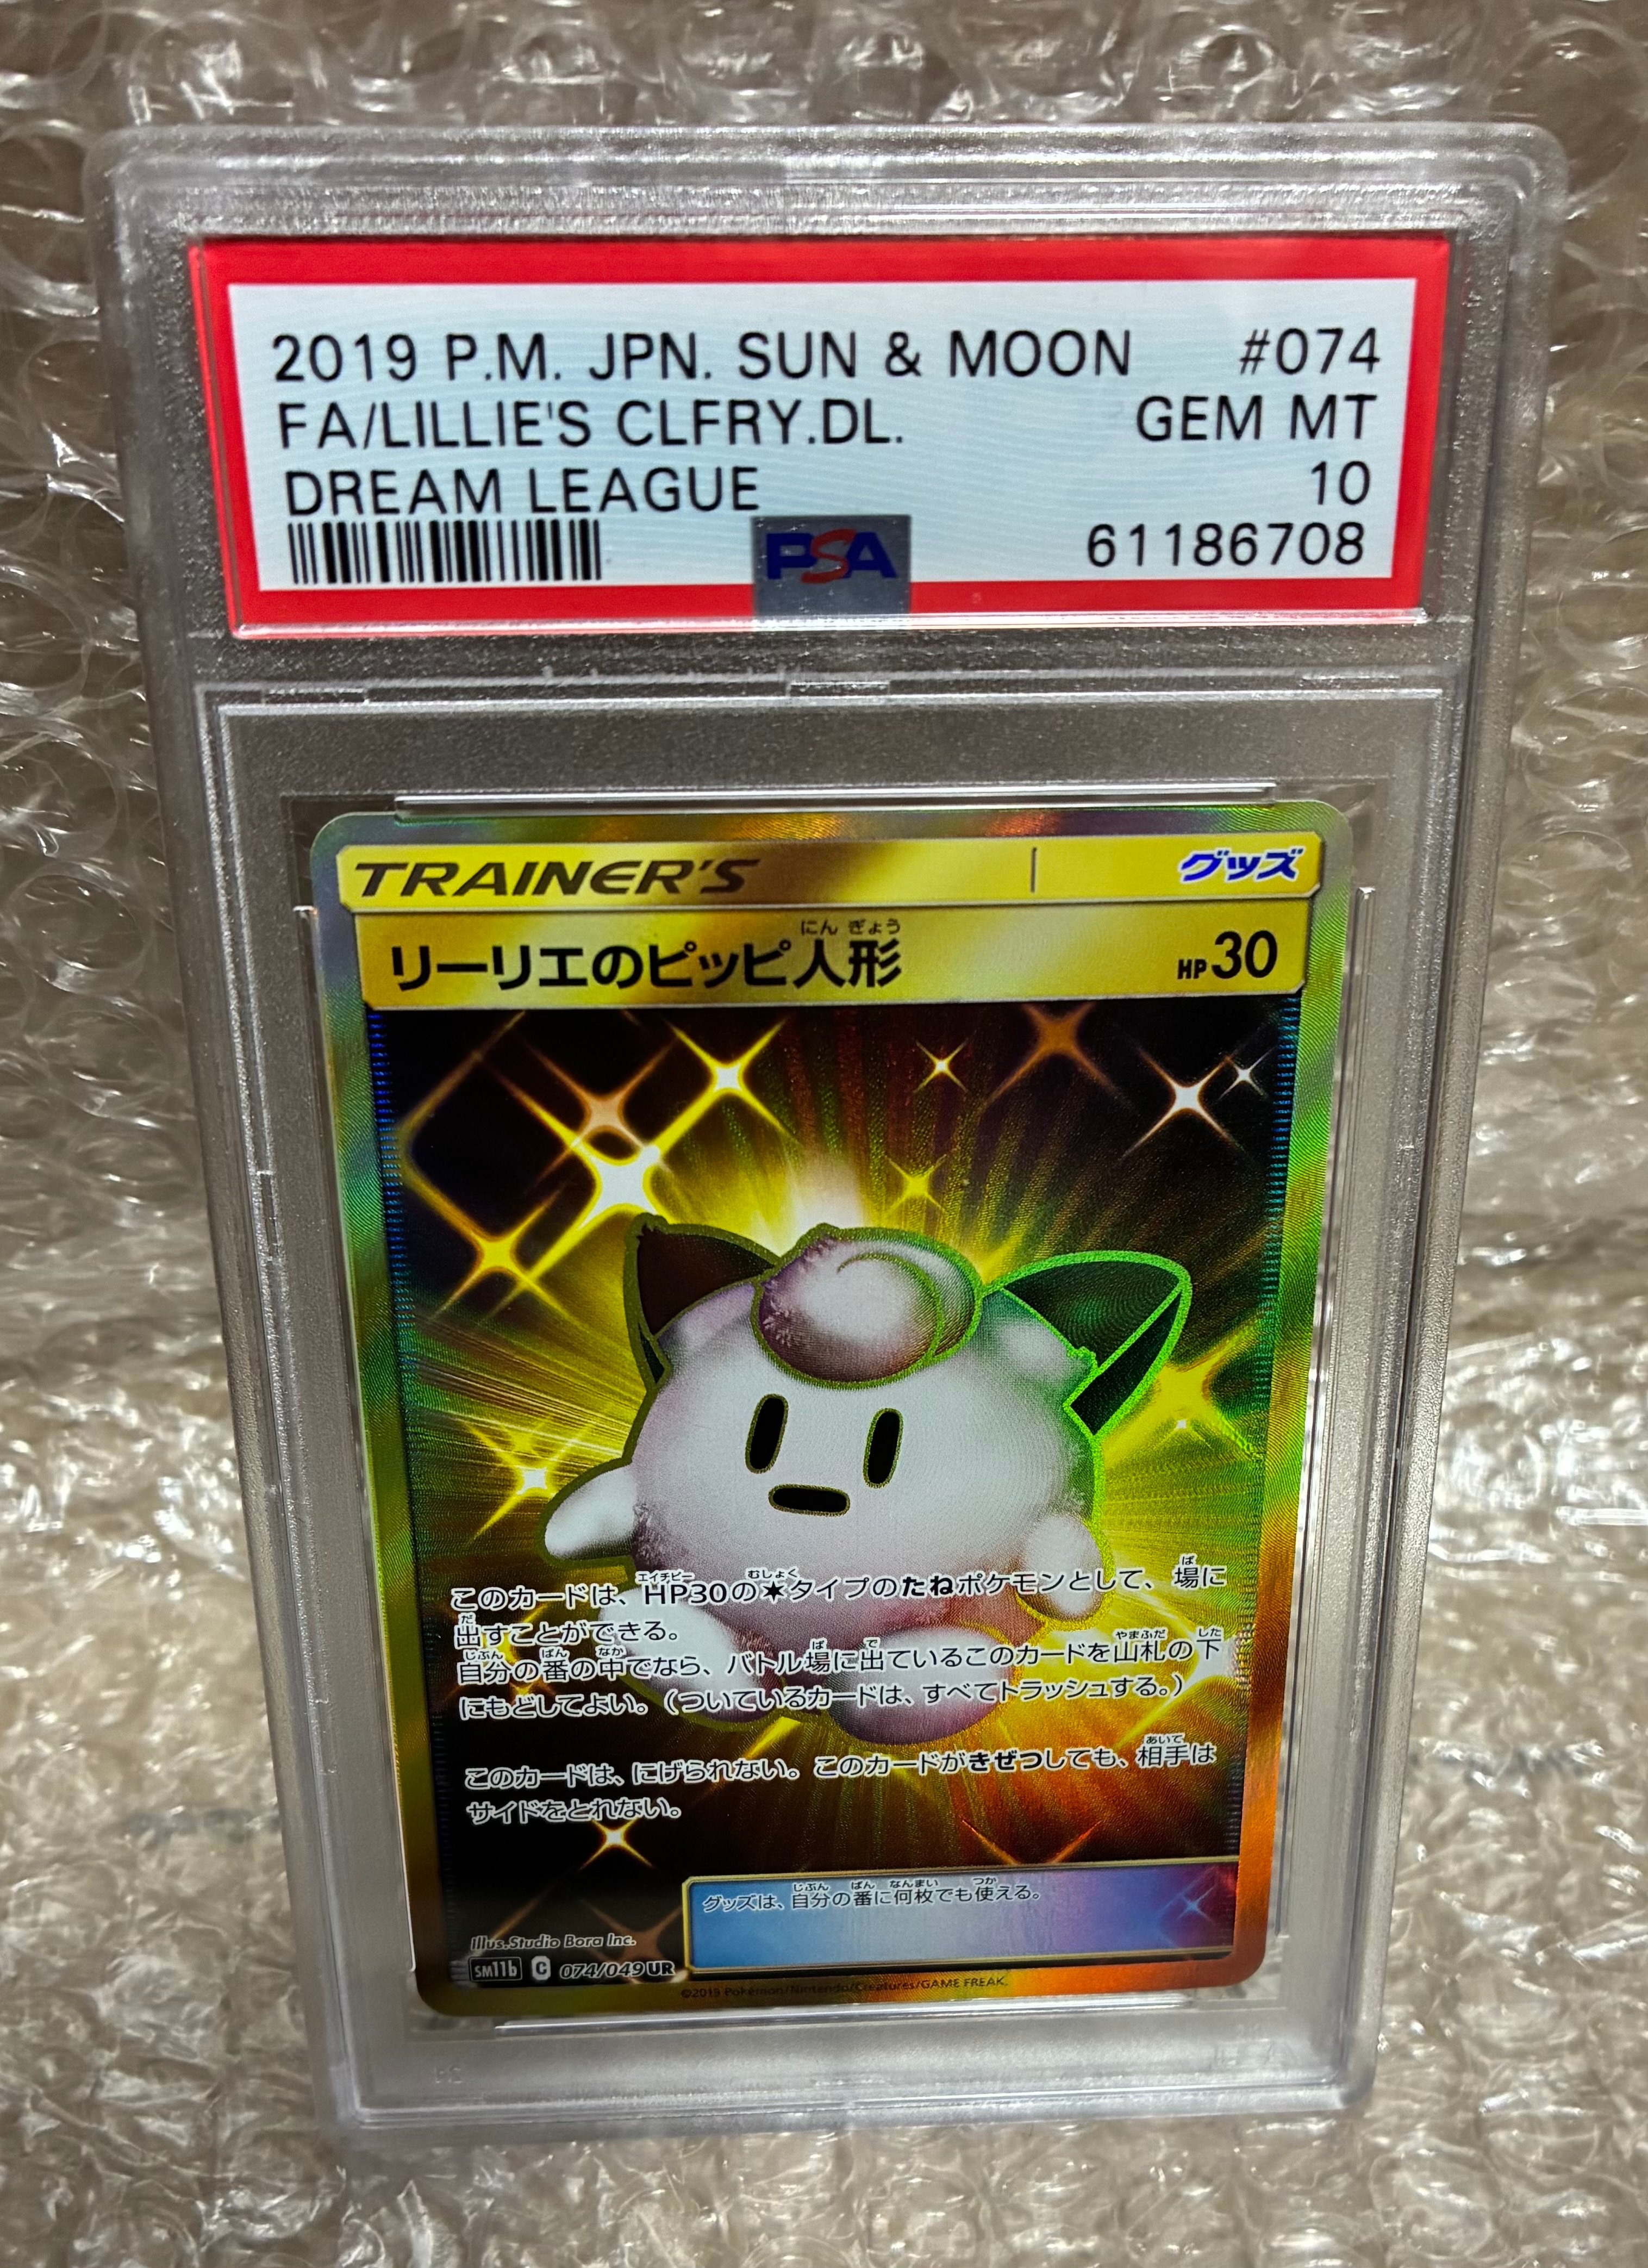 2019 P.M. JPN. SUN & MOON #074
FA/LILLIE'S CLFRY.DL. GEM MT
DREAM LEAGUE 10
PSA 61186708
TRAINER'S グッズ
にんぎょう
リーリエのピッピ人形 HP30
エイチピー むしょく ば
このカードは、HP30のタイプのたねポケモンとして、場に
だ
出すことができる。
じぶん ばん なか ば で やまふだ した
自分の番の中でなら、バトル場に出ているこのカードを山札の下
にもどしてよい。(ついているカードは、すべてトラッシュする。)
あいて
このカードは、にげられない。このカードがきぜつしても、相手は
サイドをとれない。
じぶん ばん なんまい つか
グッズは、自分の番に何枚でも使える。
Illus.Studio Bora Inc.
SM11b C 074/049 UR
©2019 Pokémon/Nintendo/Creatures/GAME FREAK.